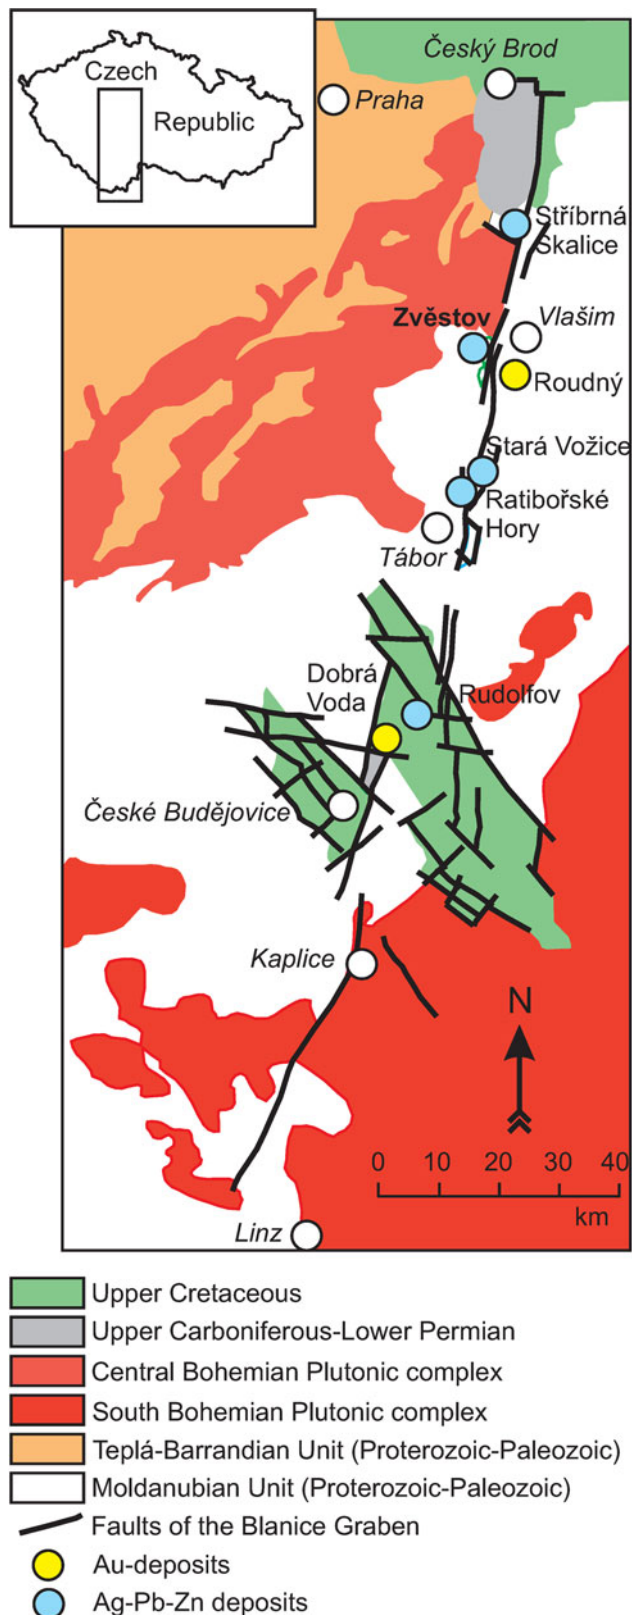 Český Brod
Czech
Republic
Praha
Stříbrná
Skalice
Zvěstov
Vlašim
Roudný
Stará Vožice
Ratibořské
Hory
Tábor
Dobrá
Voda
Rudolfov
České Budějovice
Kaplice
N
0 10 20 30 40
km
Linz
Upper Cretaceous
Upper Carboniferous-Lower Permian
Central Bohemian Plutonic complex
South Bohemian Plutonic complex
Teplá-Barrandian Unit (Proterozoic-Paleozoic)
Moldanubian Unit (Proterozoic-Paleozoic)
Faults of the Blanice Graben
Au-deposits
Ag-Pb-Zn deposits